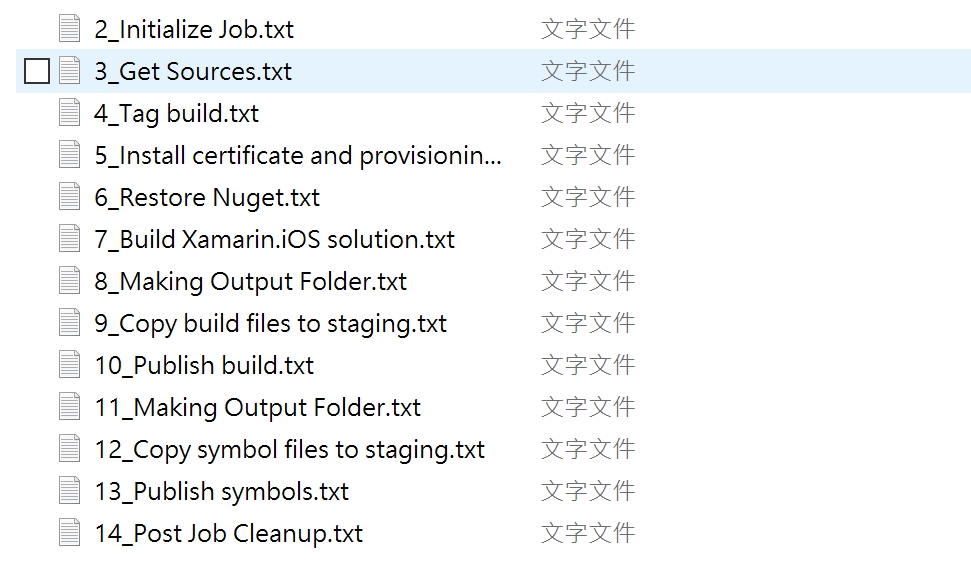 2_Initialize Job.txt 文字文件
3_Get Sources.txt 文字文件
4_Tag build.txt 文字文件
5_Install certificate and provisionin... 文字文件
6_Restore Nuget.txt 文字文件
7_Build Xamarin.iOS solution.txt 文字文件
8_Making Output Folder.txt 文字文件
9_Copy build files to staging.txt 文字文件
10_Publish build.txt 文字文件
11_Making Output Folder.txt 文字文件
12_Copy symbol files to staging.txt 文字文件
13_Publish symbols.txt 文字文件
14_Post Job Cleanup.txt 文字文件